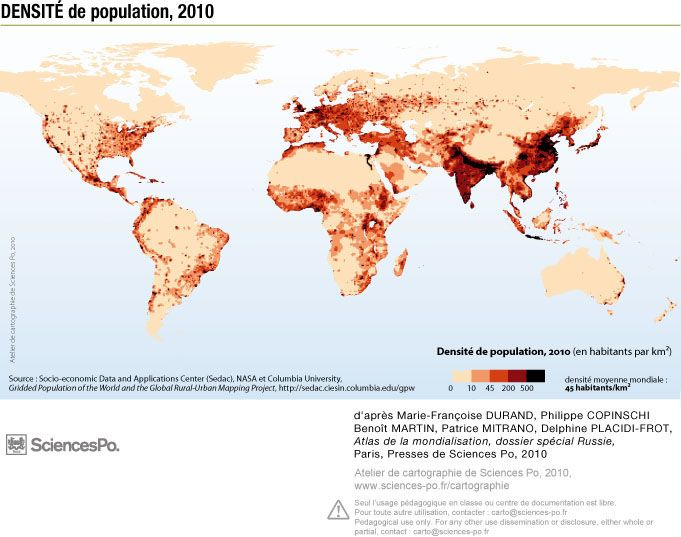 DENSITÉ de population, 2010
Atelier de cartographie de Sciences Po, 2010
Densité de population, 2010 (en habitants par km²)
0 10 45 200 500
densité moyenne mondiale :
45 habitants/km²
Source : Socio-economic Data and Applications Center (Sedac), NASA et Columbia University,
Gridded Population of the World and the Global Rural-Urban Mapping Project, http://sedac.ciesin.columbia.edu/gpw
SciencesPo.
d'après Marie-Françoise DURAND, Philippe COPINSCHI
Benoît MARTIN, Patrice MITRANO, Delphine PLACIDI-FROT,
Atlas de la mondialisation, dossier spécial Russie,
Paris, Presses de Sciences Po, 2010
Atelier de cartographie de Sciences Po, 2010,
www.sciences-po.fr/cartographie
Seul l'usage pédagogique en classe ou centre de documentation est libre.
Pour toute autre utilisation, contacter : carto@sciences-po.fr
Pedagogical use only. For any other use dissemination or disclosure, either whole or
partial, contact : carto@sciences-po.fr